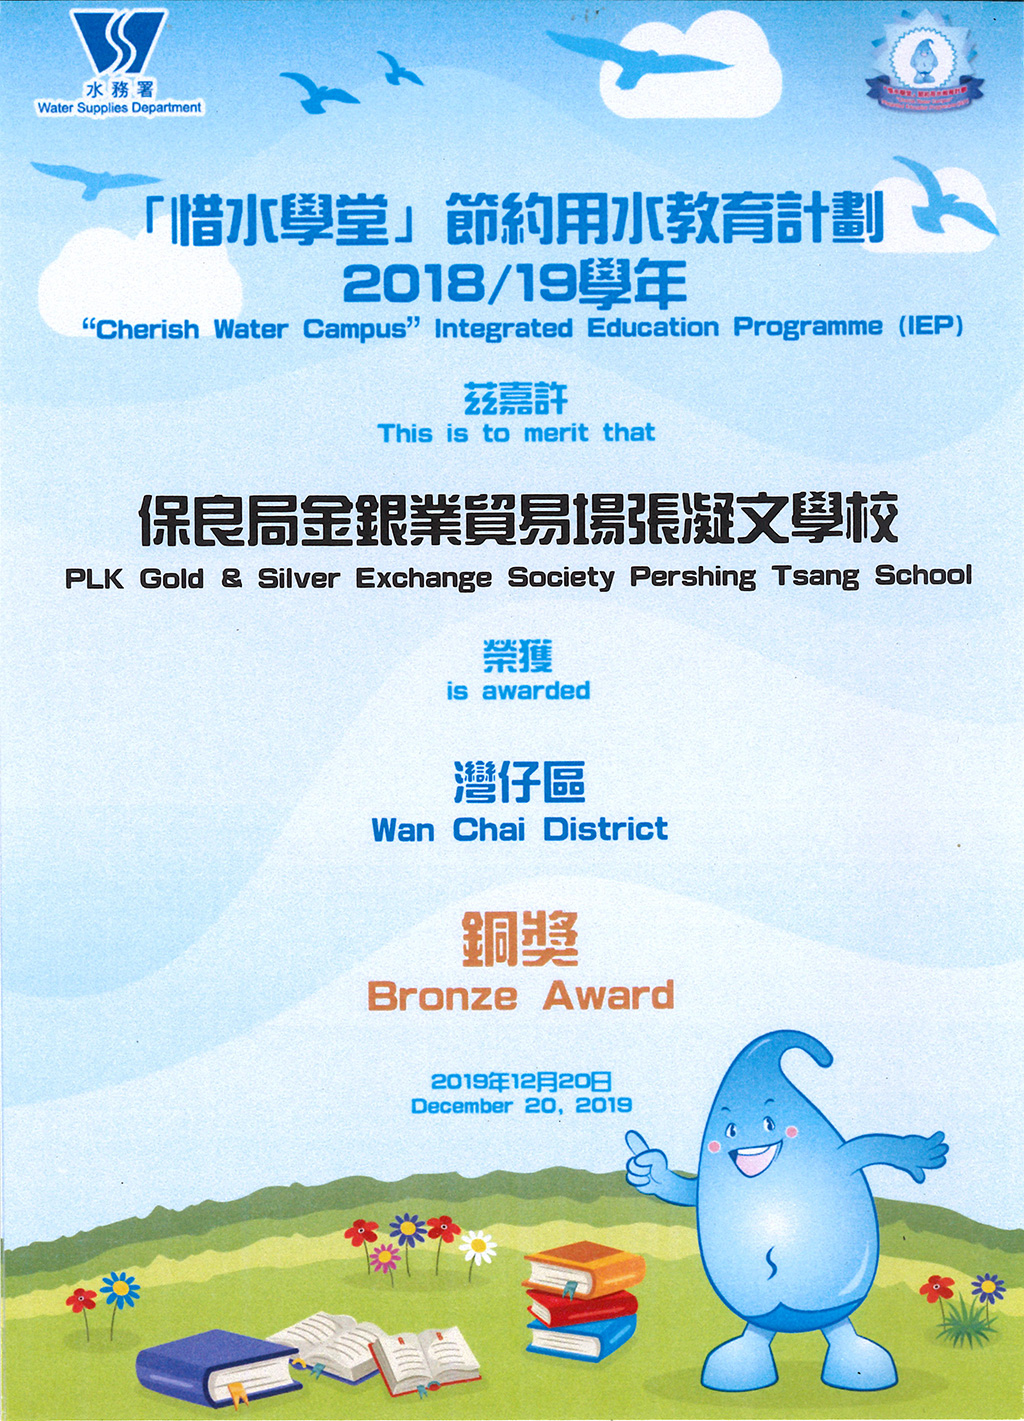 水務署
Water Supplies Department
「惜水學堂」節約用水教育計劃
2018/19學年
“Cherish Water Campus” Integrated Education Programme (IEP)
茲嘉許
This is to merit that
保良局金銀業貿易場張凝文學校
PLK Gold & Silver Exchange Society Pershing Tsang School
榮獲
is awarded
灣仔區
Wan Chai District
銅獎
Bronze Award
2019年12月20日
December 20, 2019